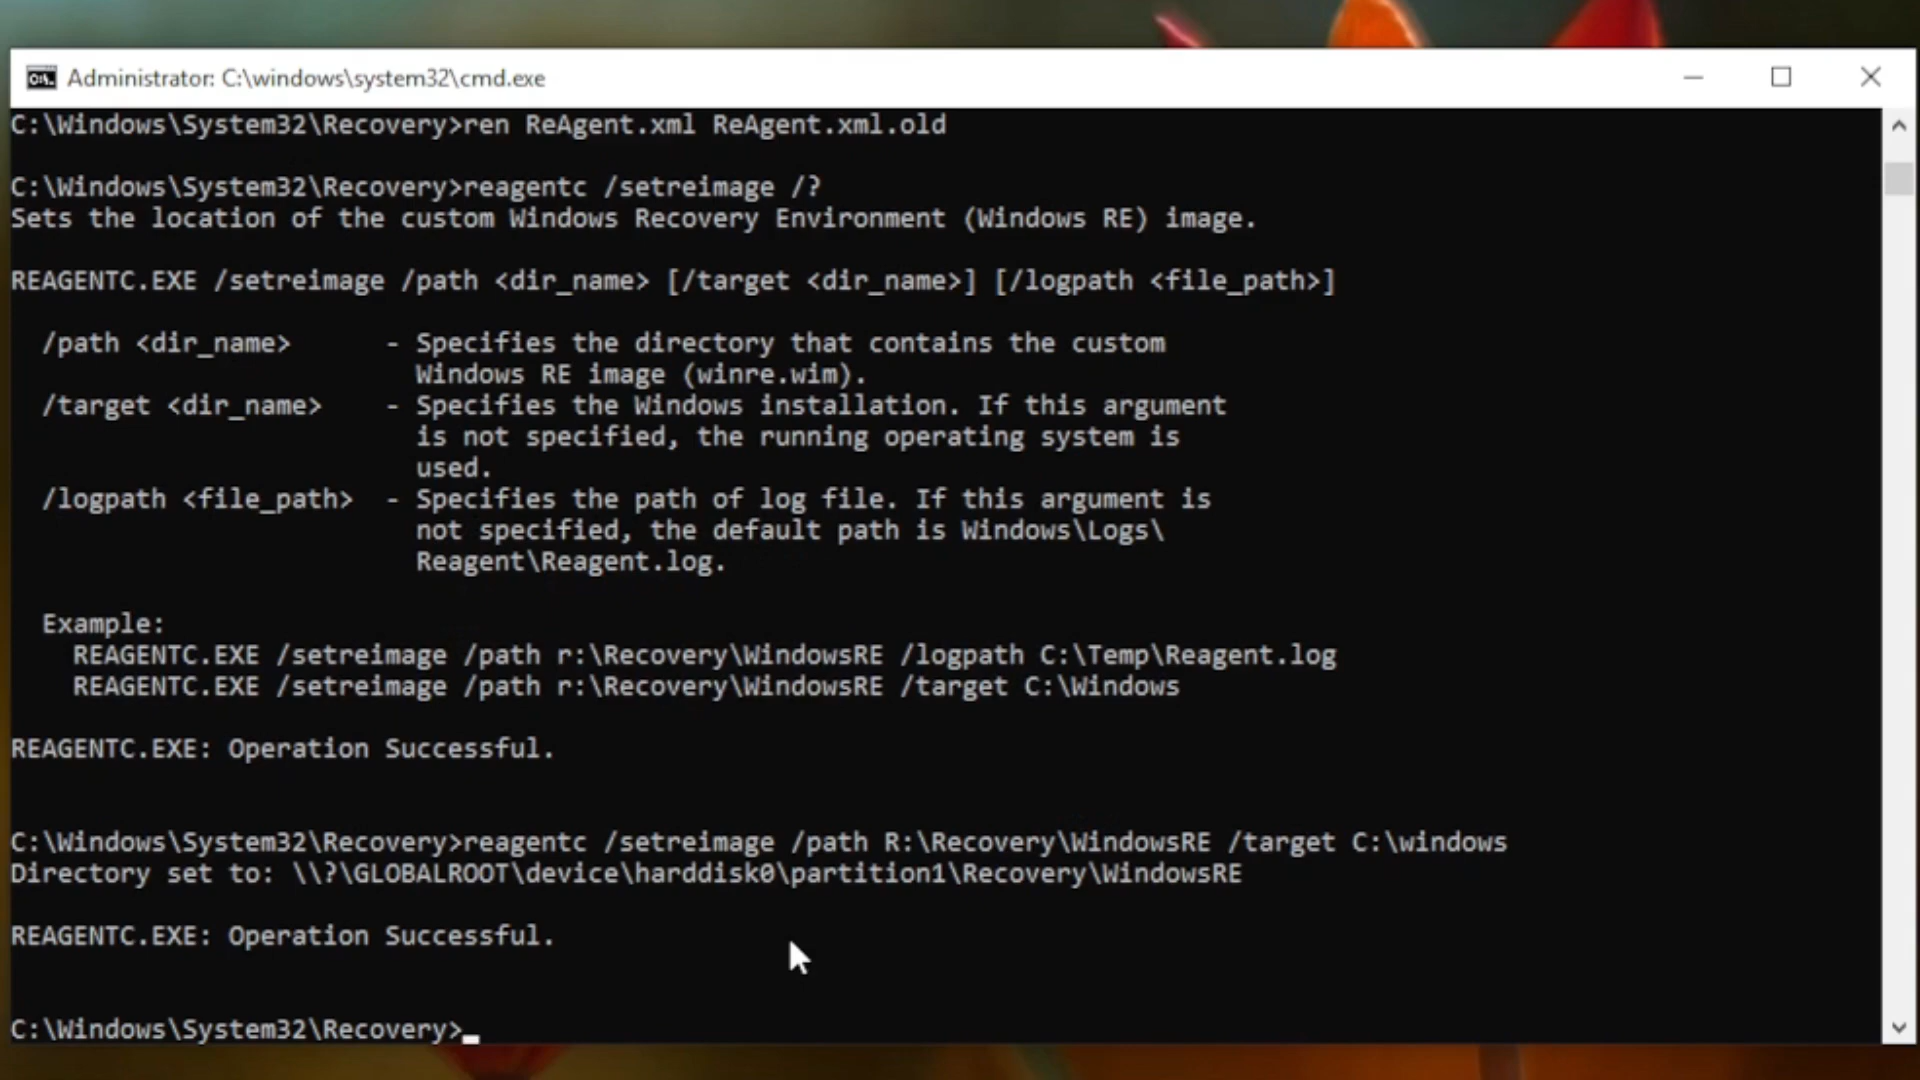 Administrator: C:\windows\system32\cmd.exe
C:\Windows\System32\Recovery>ren ReAgent.xml ReAgent.xml.old
C:\Windows\System32\Recovery>reagentc /setreimage /?
Sets the location of the custom Windows Recovery Environment (Windows RE) image.
REAGENTC.EXE /setreimage /path <dir_name> [/target <dir_name>] [/logpath <file_path>]
/path <dir_name> - Specifies the directory that contains the custom
Windows RE image (winre.wim).
/target <dir_name> - Specifies the Windows installation. If this argument
is not specified, the running operating system is
used.
/logpath <file_path> - Specifies the path of log file. If this argument is
not specified, the default path is Windows\Logs\
Reagent\Reagent.log.
Example:
REAGENTC.EXE /setreimage /path r:\Recovery\WindowsRE /logpath C:\Temp\Reagent.log
REAGENTC.EXE /setreimage /path r:\Recovery\WindowsRE /target C:\Windows
REAGENTC.EXE: Operation Successful.
C:\Windows\System32\Recovery>reagentc /setreimage /path R:\Recovery\WindowsRE /target C:\windows
Directory set to: \\?\GLOBALROOT\device\harddisk0\partition1\Recovery\WindowsRE
REAGENTC.EXE: Operation Successful.
C:\Windows\System32\Recovery>